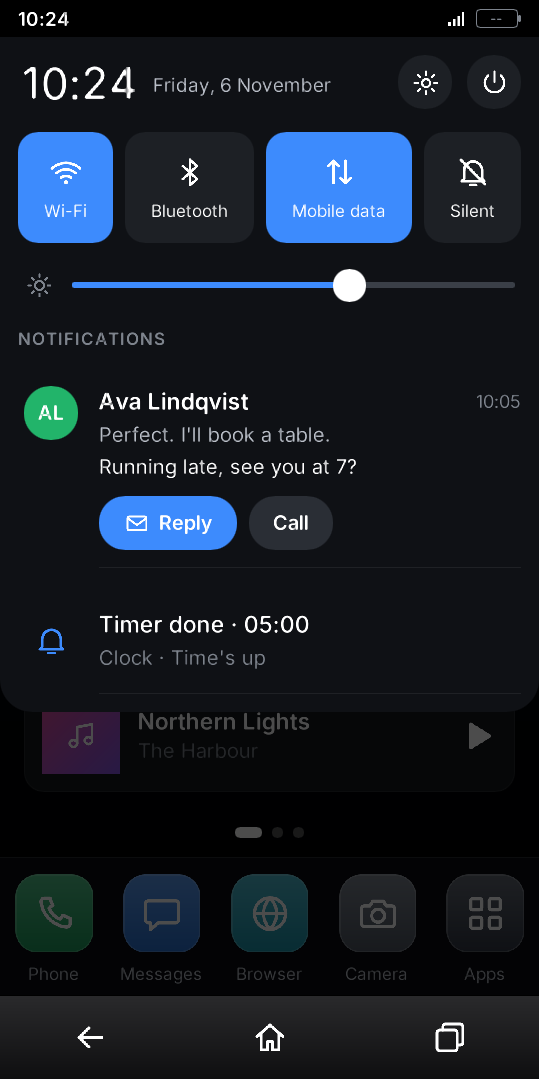 10:24
--
10:24 Friday, 6 November
Wi-Fi Bluetooth Mobile data Silent
NOTIFICATIONS
AL Ava Lindqvist 10:05
Perfect. I'll book a table.
Running late, see you at 7?
Reply Call
Timer done · 05:00
Clock · Time's up
Northern Lights
The Harbour
Phone Messages Browser Camera Apps